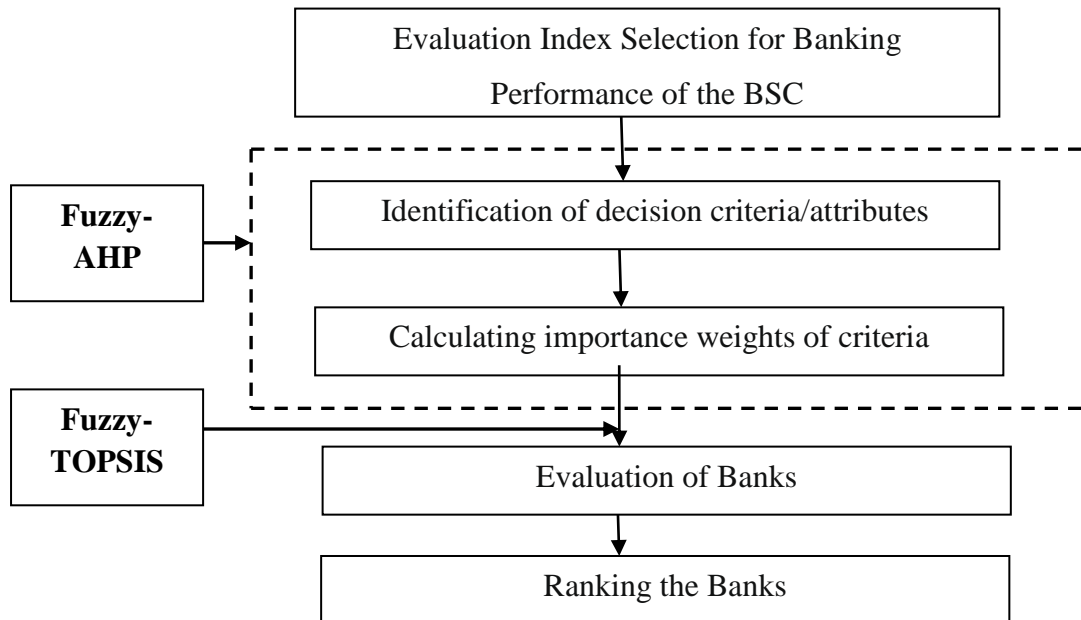 Evaluation Index Selection for Banking
Performance of the BSC
Fuzzy-
AHP
Identification of decision criteria/attributes
Calculating importance weights of criteria
Fuzzy-
TOPSIS
Evaluation of Banks
Ranking the Banks